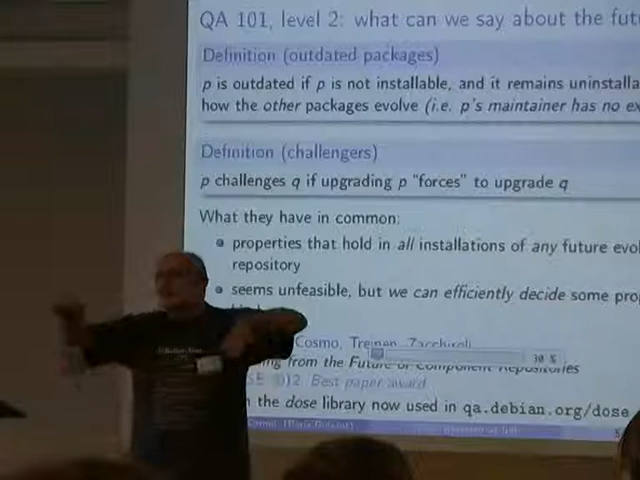 QA 101, level 2: what can we say about the futu
Definition (outdated packages)
p is outdated if p is not installable, and it remains uninstalla
how the other packages evolve (i.e. p's maintainer has no ex
Definition (challengers)
p challenges q if upgrading p "forces" to upgrade q
What they have in common:
properties that hold in all installations of any future evol
repository
seems unfeasible, but we can efficiently decide some prop
Cosmo, Treinen, Zacchiroli
30 %
from the Future of Component Repositories
Best paper award
the dose library now used in qa.debian.org/dose